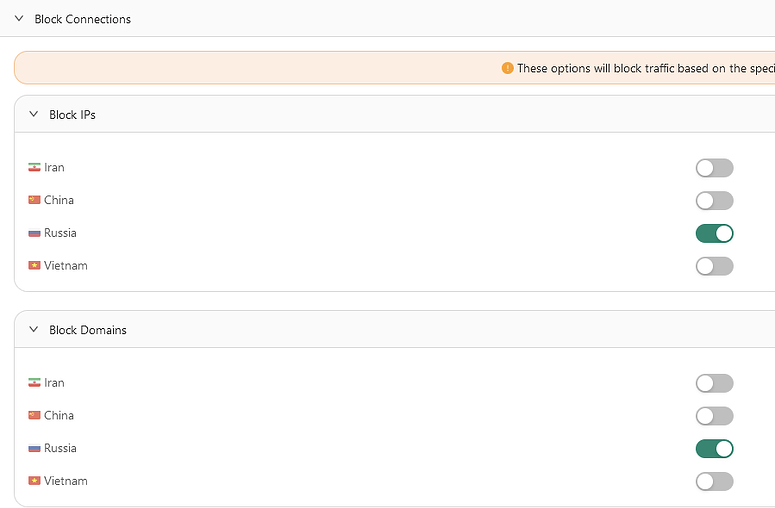 Block Connections
These options will block traffic based on the
Block IPs
Iran
China
Russia
Vietnam
Block Domains
Iran
China
Russia
Vietnam